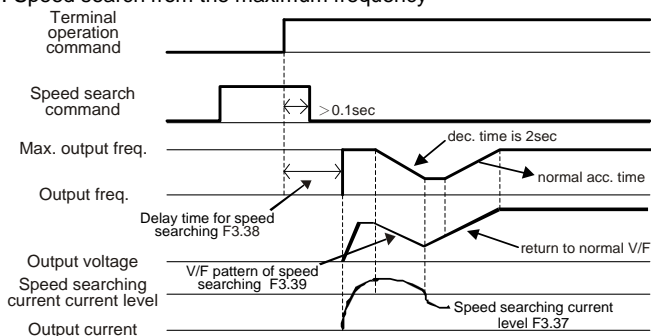 Speed search from the maximum frequency
Terminal
operation
command
Speed search
command
>0.1sec
Max. output freq.
dec. time is 2sec
normal acc. time
Output freq.
Delay time for speed
searching F3.38
return to normal V/F
Output voltage
V/F pattern of speed
searching F3.39
Speed searching
current current level
Speed searching current
level F3.37
Output current